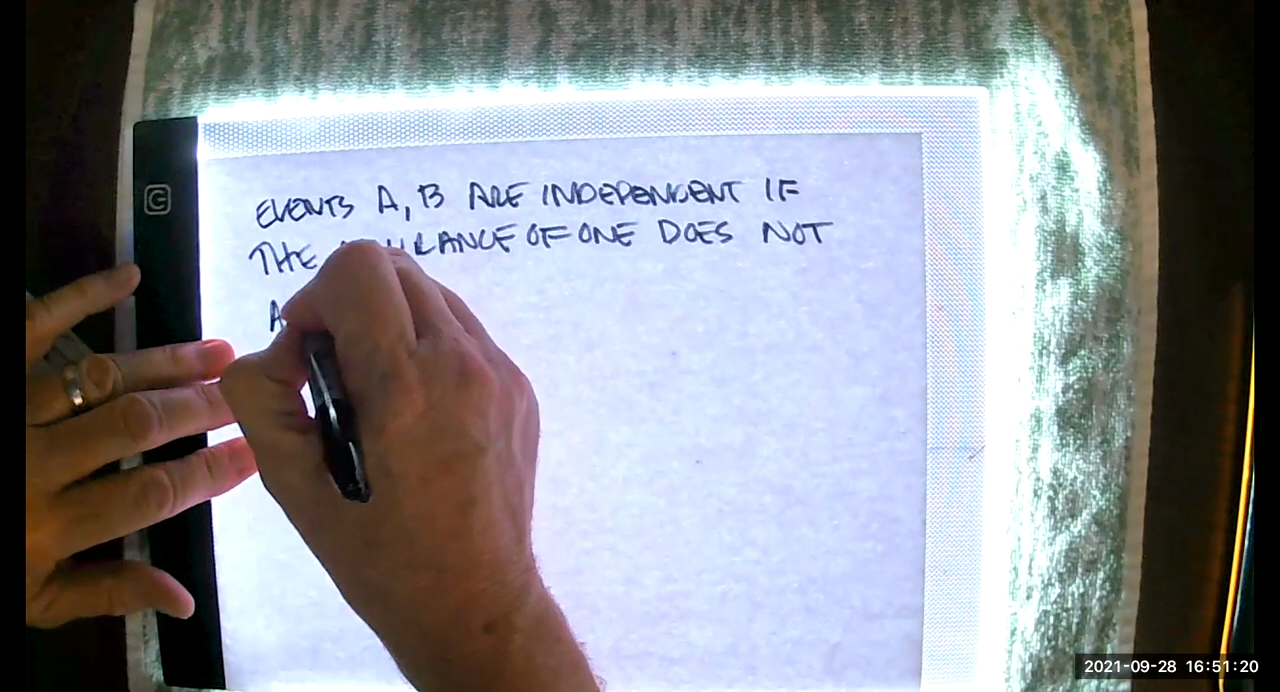 EVENTS A, B ARE INDEPENDENT IF
THE OF ONE DOES NOT
A
2021-09-28 16:51:20